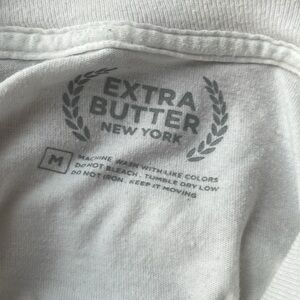 EXTRA
BUTTER
NEW YORK
M
MACHINE WASH WITH LIKE COLORS
DO NOT BLEACH - TUMBLE DRY LOW
DO NOT IRON - KEEP IT MOVING